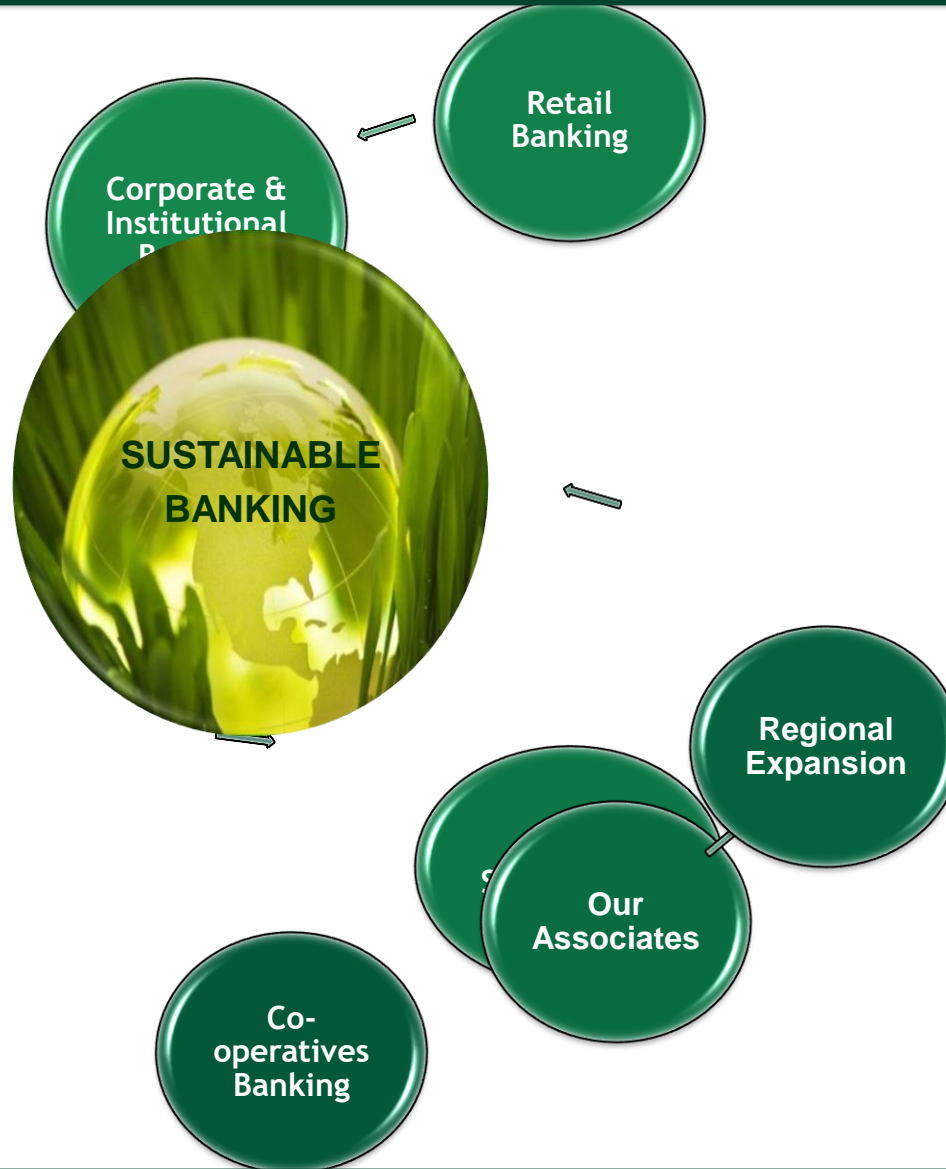 Retail
Banking
Corporate &
Institutional
SUSTAINABLE
BANKING
Regional
Expansion
Our
Associates
Co-
operatives
Banking